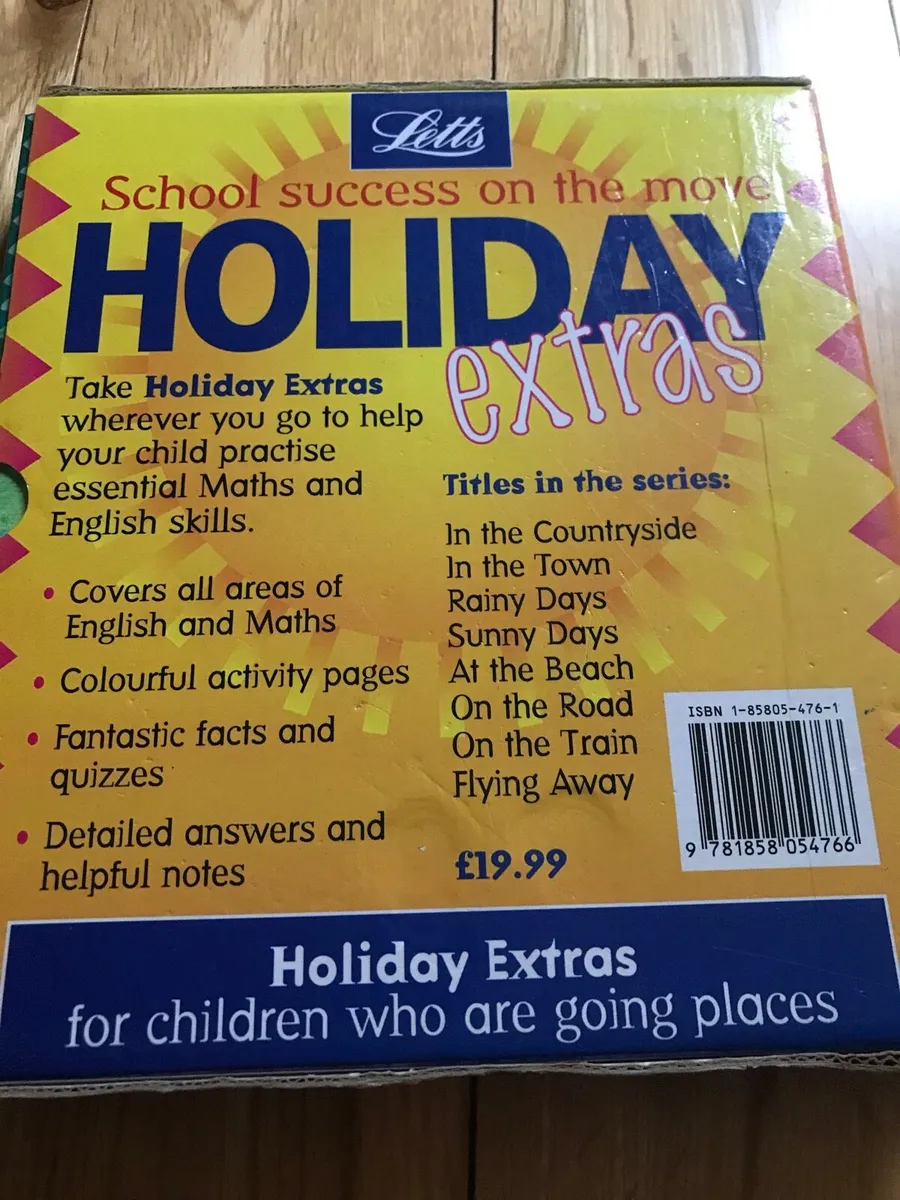 Letts
School success on the move
HOLIDAY
extras
Take Holiday Extras
wherever you go to help
your child practise
essential Maths and
English skills.
• Covers all areas of
English and Maths
• Colourful activity pages
• Fantastic facts and
quizzes
• Detailed answers and
helpful notes
Titles in the series:
In the Countryside
In the Town
Rainy Days
Sunny Days
At the Beach
On the Road
On the Train
Flying Away
£19.99
ISBN 1-85805-476-1
9 781858 054766
Holiday Extras
for children who are going places